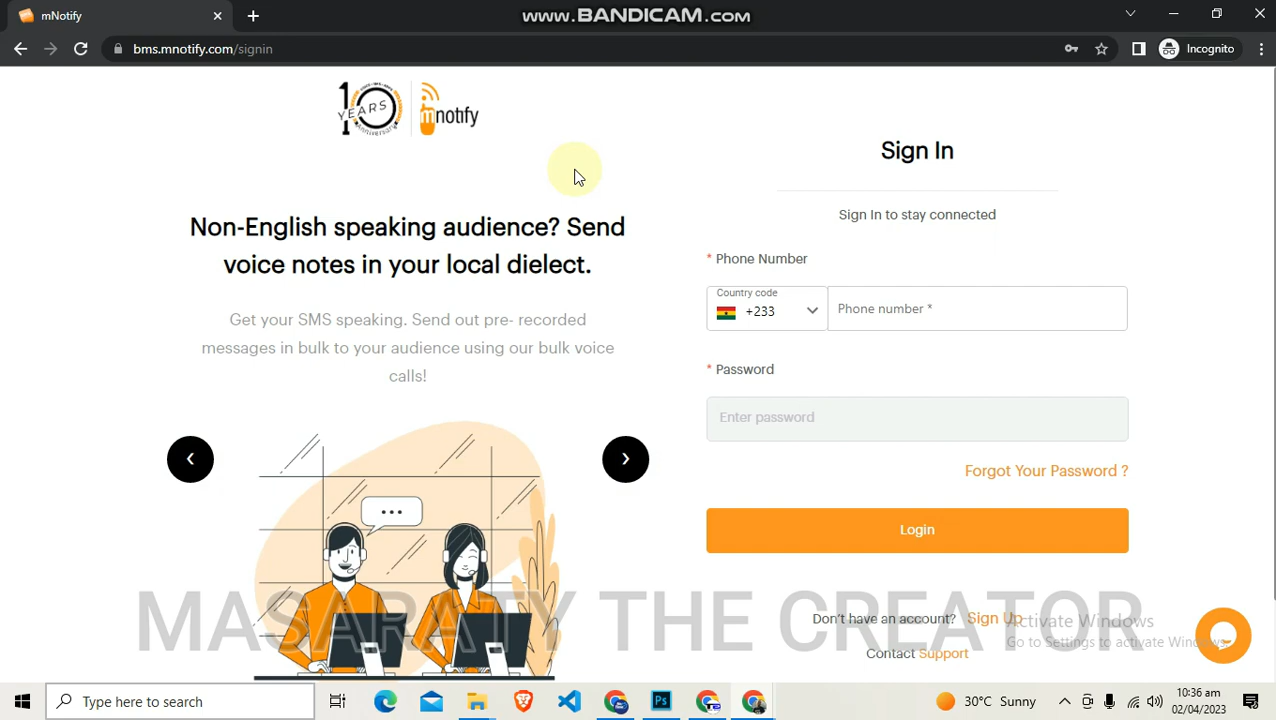 mNotify
www.BANDICAM.com
bms.mnotify.com/signin
Incognito
10 YEARS
Anniversary
mnotify
Sign In
Sign In to stay connected
Non-English speaking audience? Send
voice notes in your local dielect.
Get your SMS speaking. Send out pre- recorded
messages in bulk to your audience using our bulk voice
calls!
* Phone Number
Country code
+233
Phone number *
* Password
Enter password
Forgot Your Password ?
Login
MASARATY THE CREATOR
Don't have an account? Sign Up
Contact Support
Activate Windows
Go to Settings to activate Windows.
Type here to search
Ps
30°C Sunny
10:36 am
02/04/2023